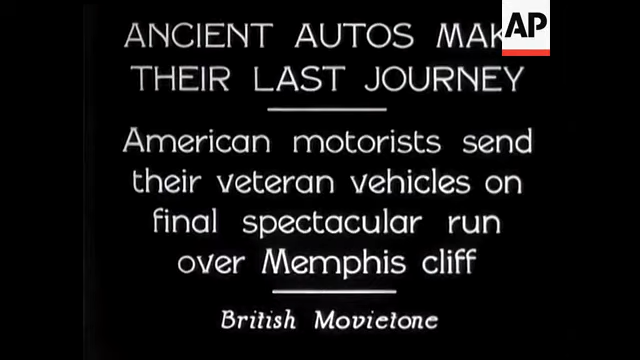 ANCIENT AUTOS MAK
AP
THEIR LAST JOURNEY
American motorists send
their veteran vehicles on
final spectacular run
over Memphis cliff
British Movietone